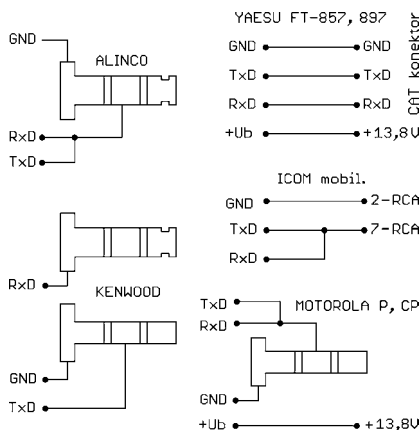 GND
ALINCO
RxD
TxD
YAESU FT-857, 897
GND GND
TxD TxD
RxD RxD
+Ub +13,8V
CAT konektor
ICOM mobil.
GND 2-RCA
TxD 7-RCA
RxD
RxD
KENWOOD
GND
TxD
TxD
RxD
MOTOROLA P, CP
GND
+Ub +13,8V